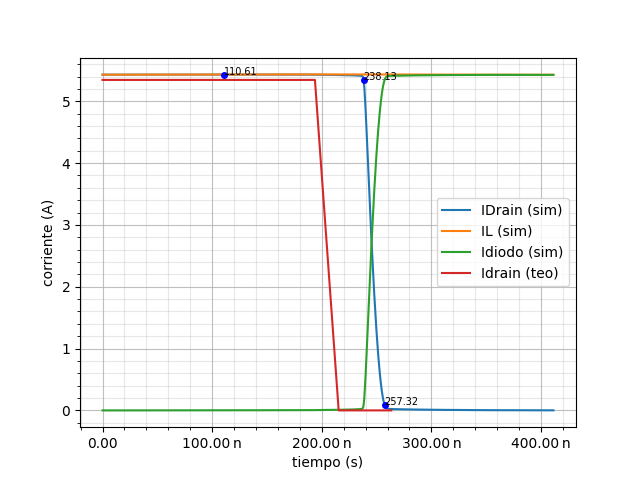 110.61
238.13
257.32
5
4
3
2
1
0
corriente (A)
IDrain (sim)
IL (sim)
Idiodo (sim)
Idrain (teo)
0.00
100.00 n
200.00 n
300.00 n
400.00 n
tiempo (s)